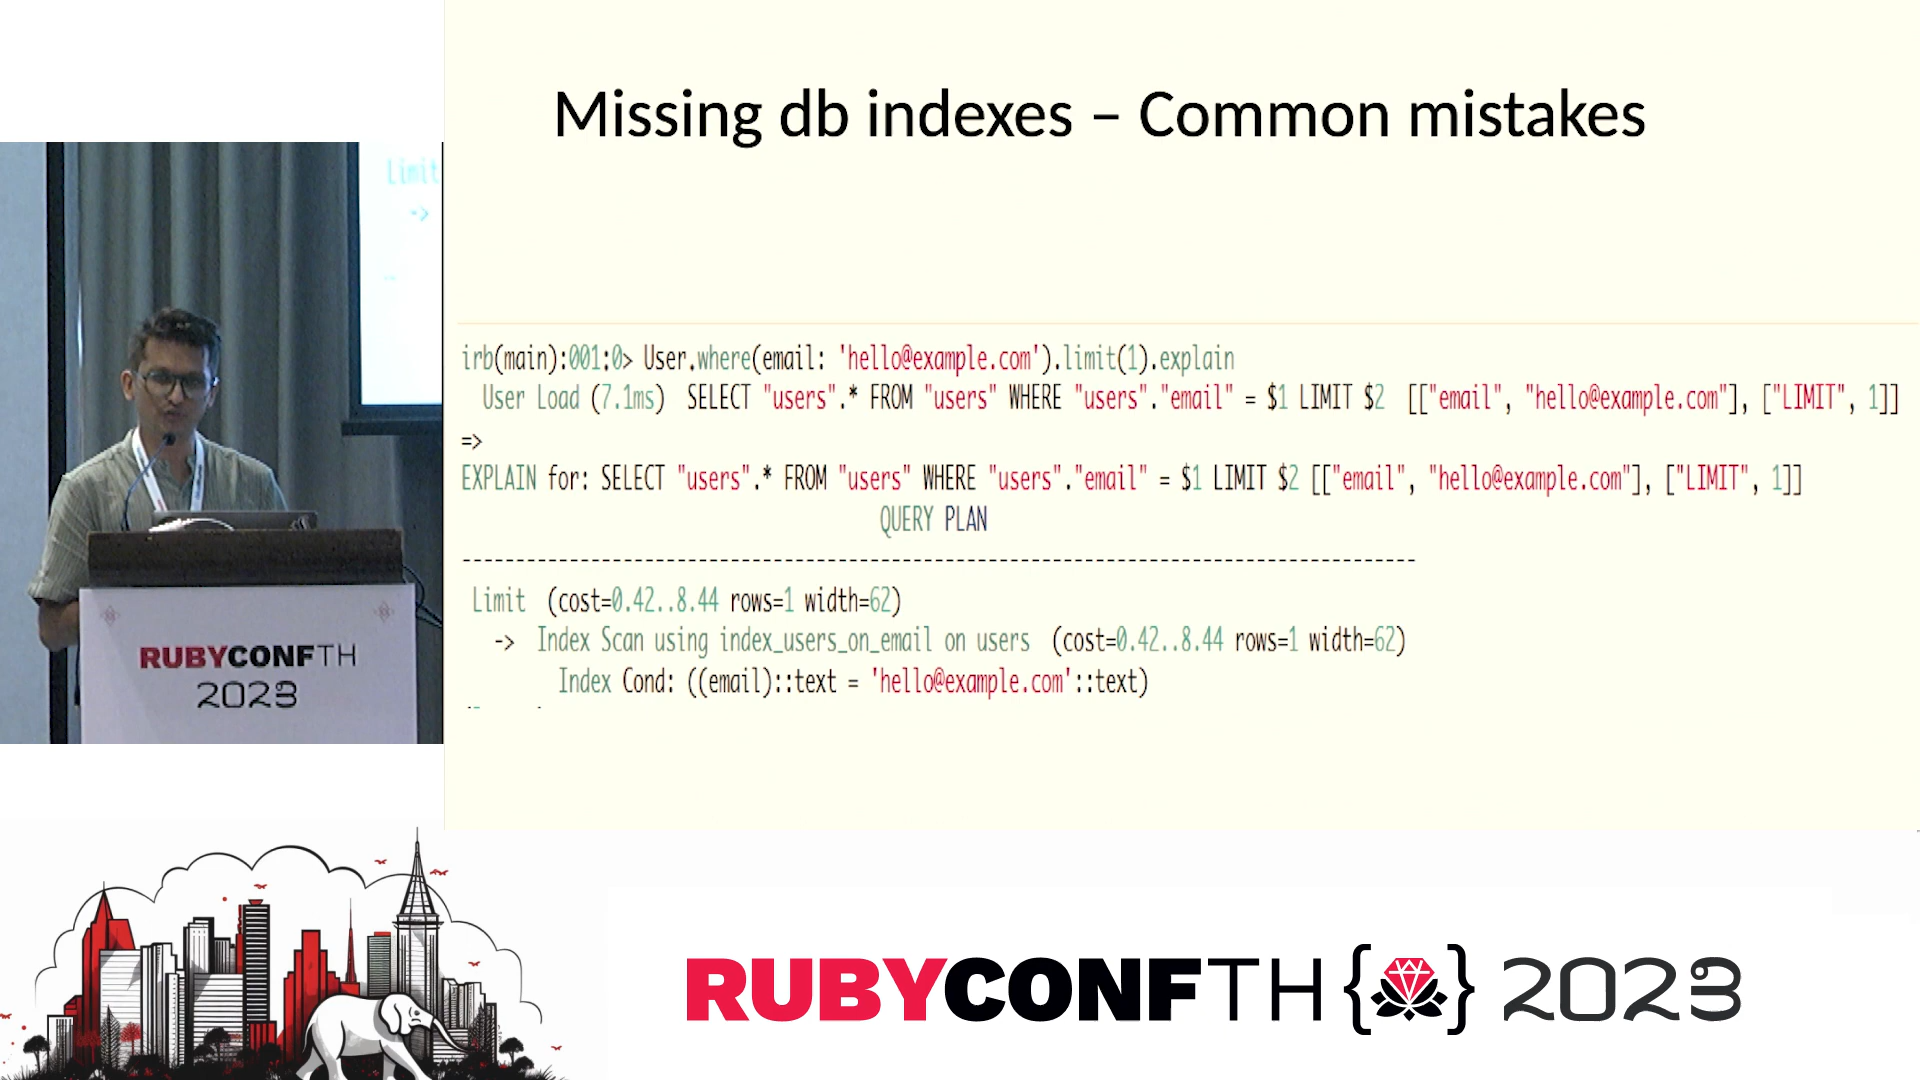 Missing db indexes – Common mistakes
Limit
->
irb(main):001:0> User.where(email: 'hello@example.com').limit(1).explain
User Load (7.1ms)  SELECT "users".* FROM "users" WHERE "users"."email" = $1 LIMIT $2  [["email", "hello@example.com"], ["LIMIT", 1]]
=>
EXPLAIN for: SELECT "users".* FROM "users" WHERE "users"."email" = $1 LIMIT $2 [["email", "hello@example.com"], ["LIMIT", 1]]
QUERY PLAN
------------------------------------------------------------------------------------------
Limit  (cost=0.42..8.44 rows=1 width=62)
->  Index Scan using index_users_on_email on users  (cost=0.42..8.44 rows=1 width=62)
Index Cond: ((email)::text = 'hello@example.com'::text)
RUBYCONFTH
2023
RUBYCONFTH { } 2023